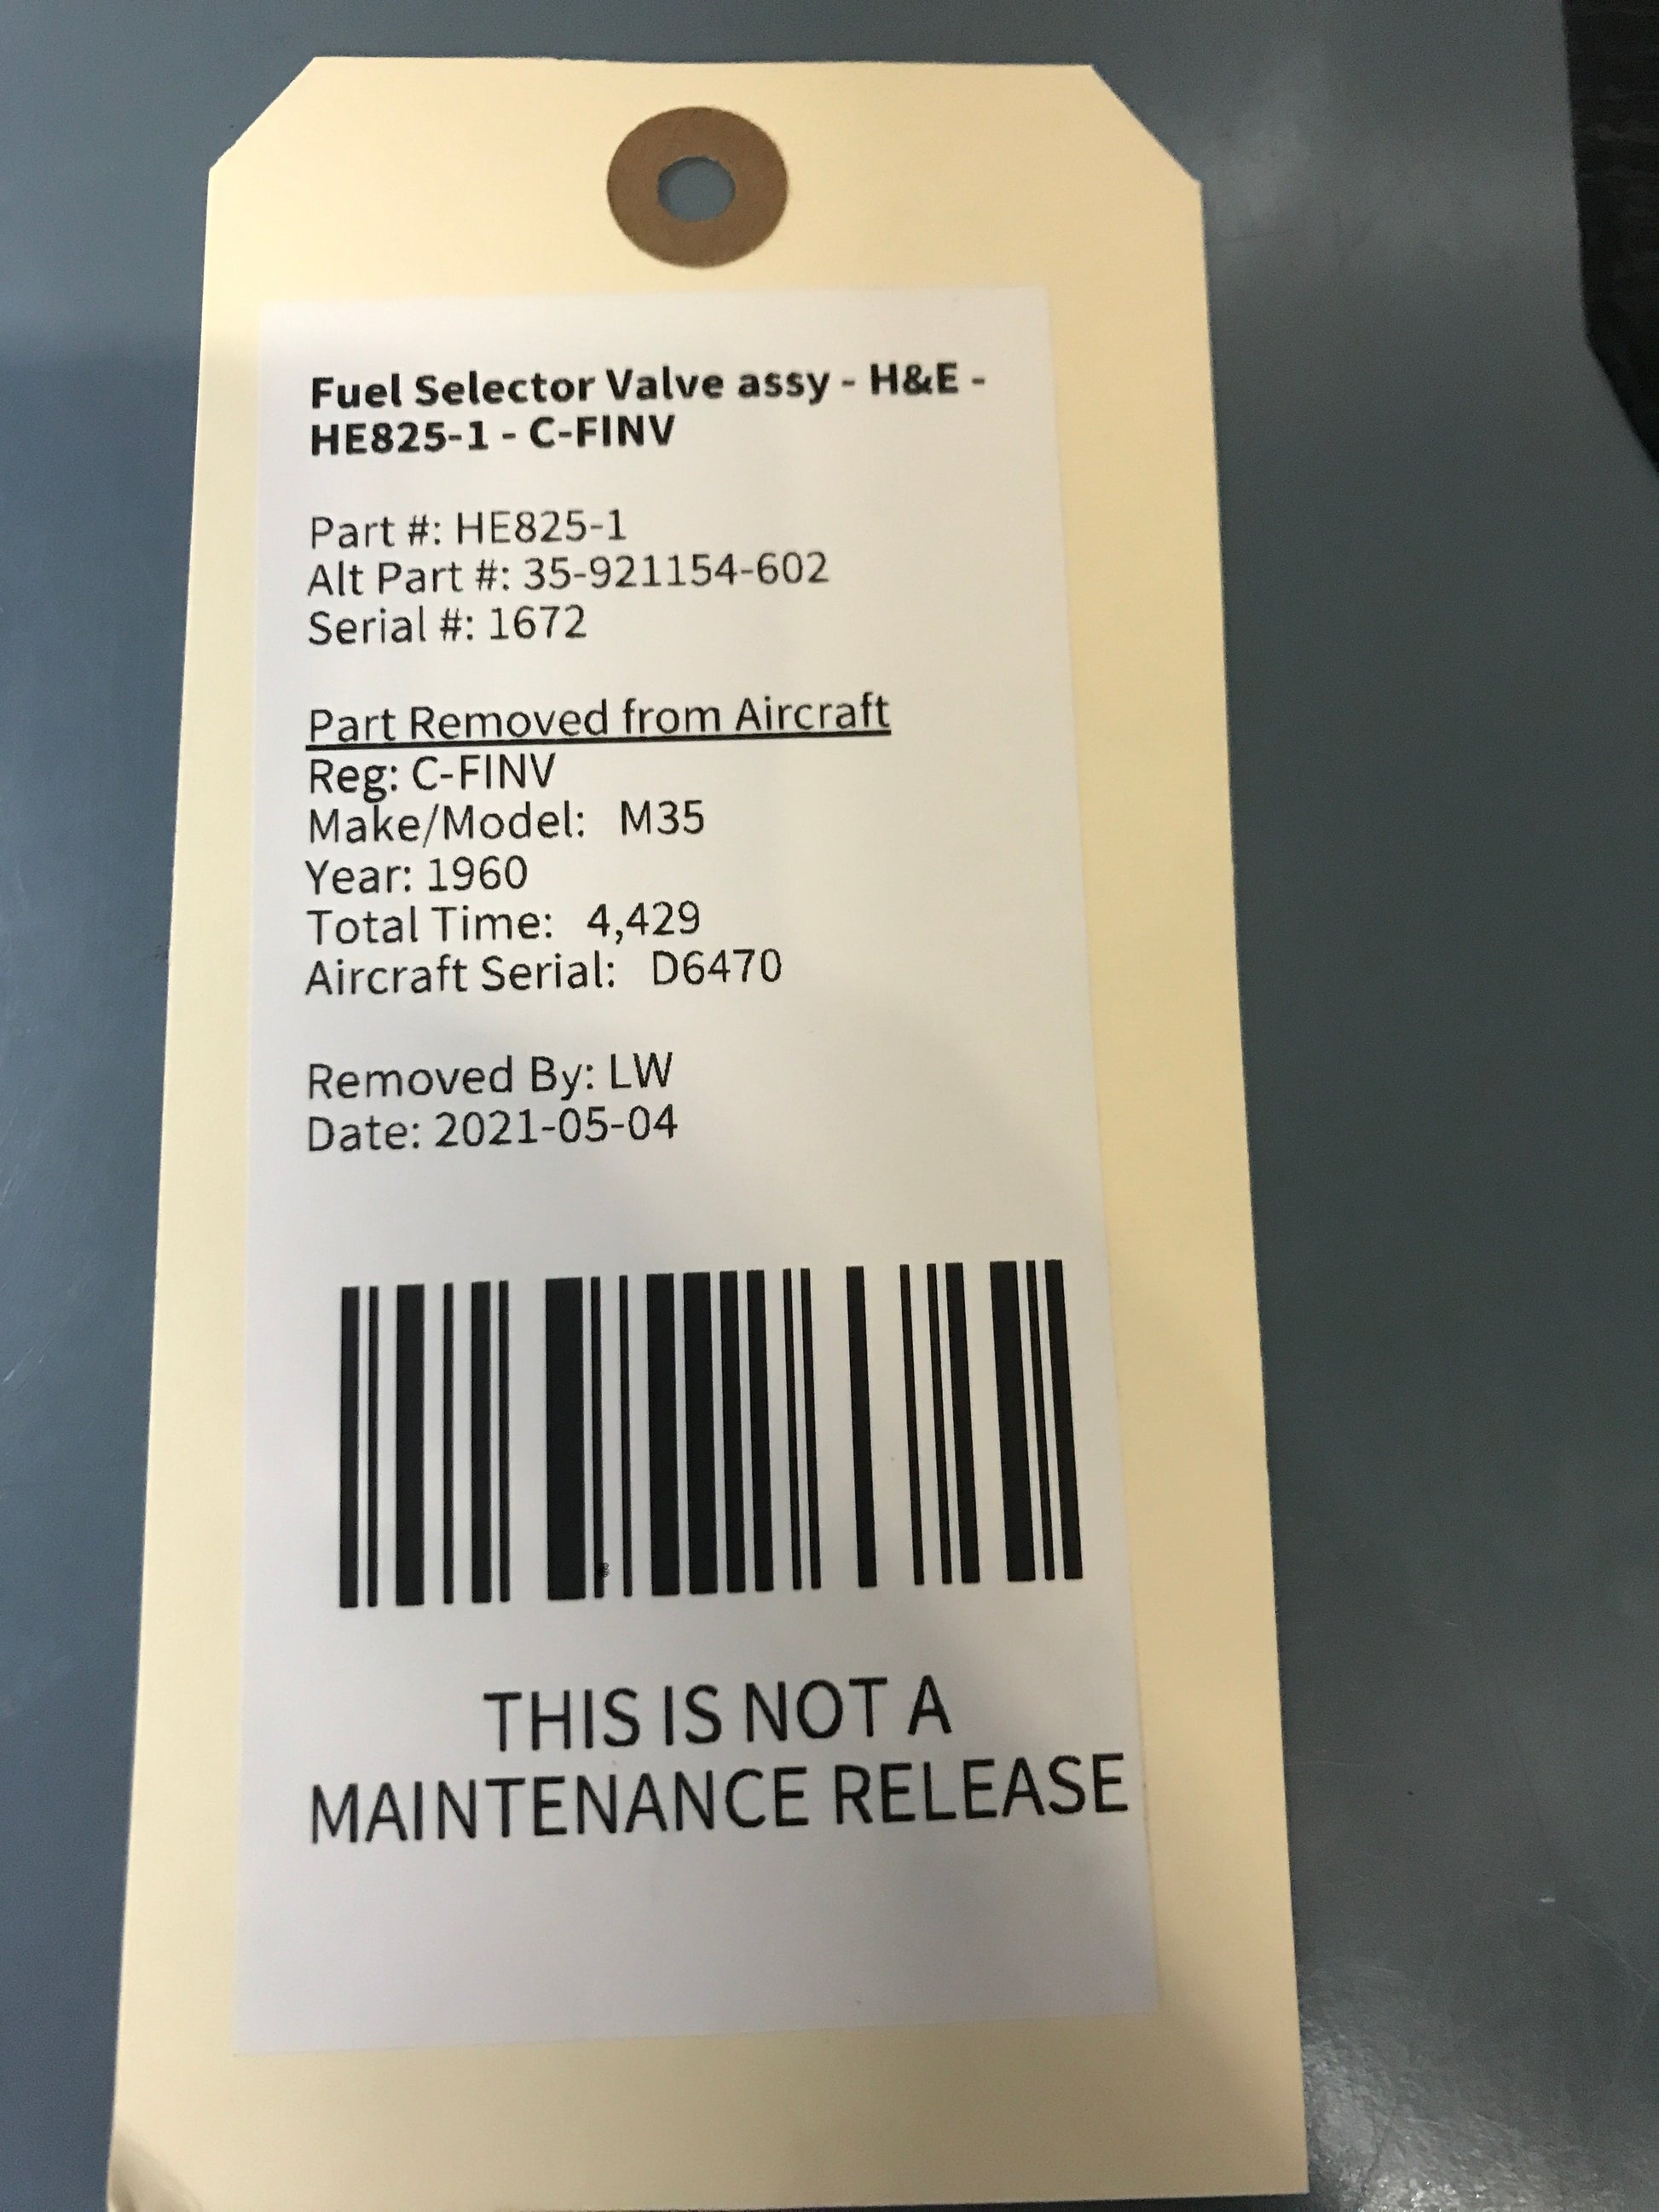 Fuel Selector Valve assy - H&E -
HE825-1 - C-FINV
Part #: HE825-1
Alt Part #: 35-921154-602
Serial #: 1672
Part Removed from Aircraft
Reg: C-FINV
Make/Model: M35
Year: 1960
Total Time: 4,429
Aircraft Serial: D6470
Removed By: LW
Date: 2021-05-04
THIS IS NOT A
MAINTENANCE RELEASE